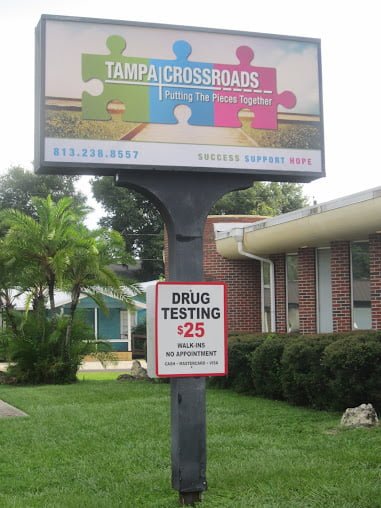 TAMPA CROSSROADS
Putting The Pieces Together
813.238.8557 SUCCESS SUPPORT HOPE
DRUG
TESTING
$25
WALK-INS
NO APPOINTMENT
CASH - MASTERCARD - VISA